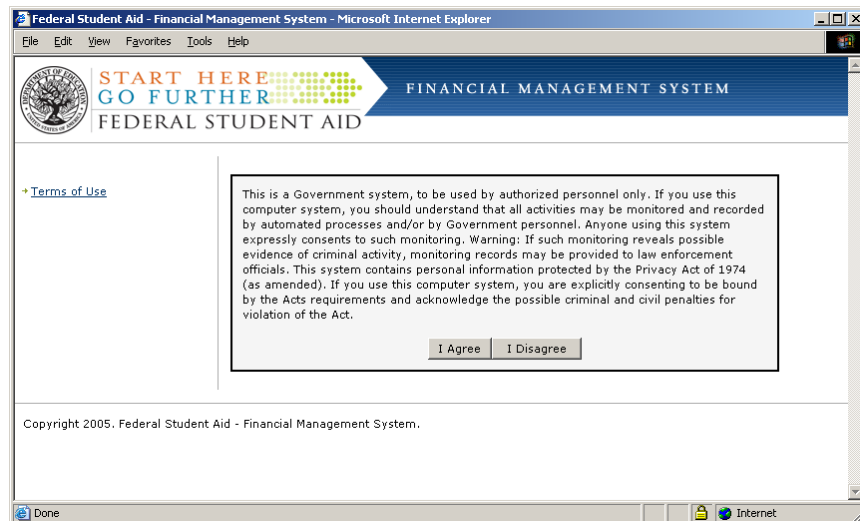 Federal Student Aid - Financial Management System - Microsoft Internet Explorer
File Edit View Favorites Tools Help
START HERE
GO FURTHER
FEDERAL STUDENT AID
FINANCIAL MANAGEMENT SYSTEM
Terms of Use
This is a Government system, to be used by authorized personnel only. If you use this
computer system, you should understand that all activities may be monitored and recorded
by automated processes and/or by Government personnel. Anyone using this system
expressly consents to such monitoring. Warning: If such monitoring reveals possible
evidence of criminal activity, monitoring records may be provided to law enforcement
officials. This system contains personal information protected by the Privacy Act of 1974
(as amended). If you use this computer system, you are explicitly consenting to be bound
by the Acts requirements and acknowledge the possible criminal and civil penalties for
violation of the Act.
I Agree I Disagree
Copyright 2005. Federal Student Aid - Financial Management System.
Done Internet